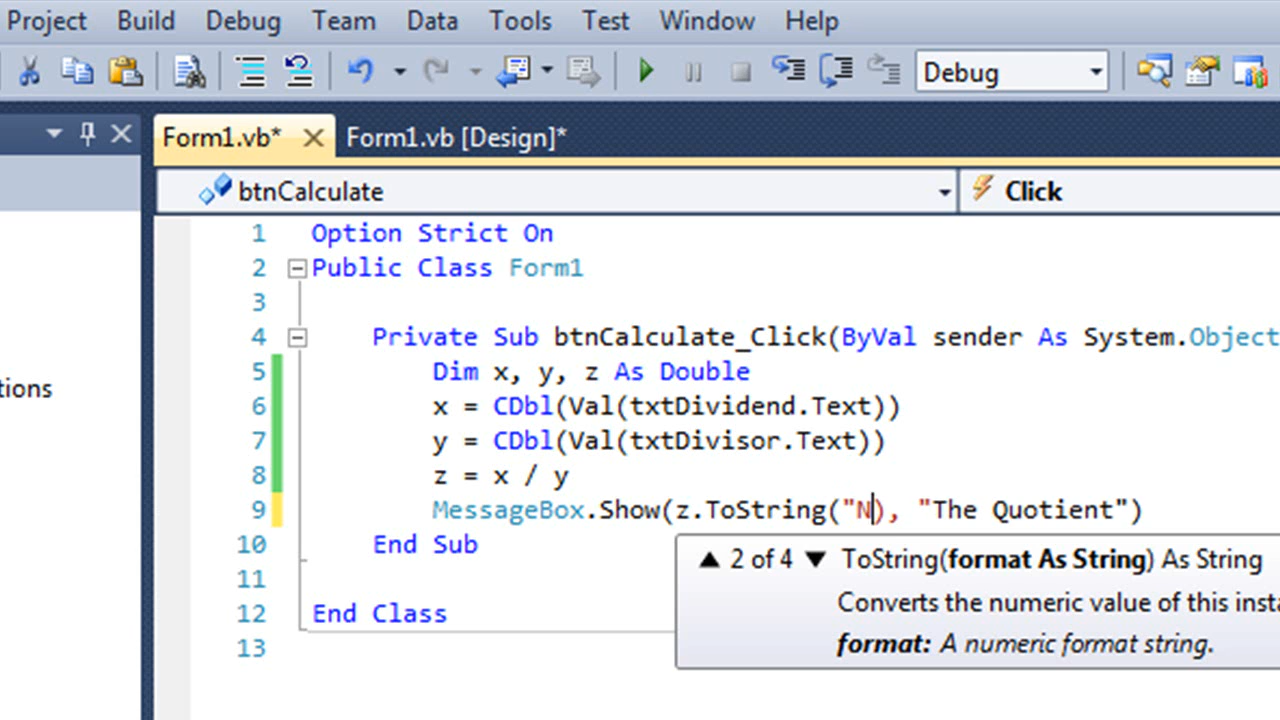 Project Build Debug Team Data Tools Test Window Help
Debug
Form1.vb* Form1.vb [Design]*
btnCalculate Click
1 Option Strict On
2 Public Class Form1
3
4 Private Sub btnCalculate_Click(ByVal sender As System.Object
5 Dim x, y, z As Double
tions
6 x = CDbl(Val(txtDividend.Text))
7 y = CDbl(Val(txtDivisor.Text))
8 z = x / y
9 MessageBox.Show(z.ToString("N), "The Quotient")
10 End Sub
2 of 4 ToString(format As String) As String
11
Converts the numeric value of this insta
12 End Class
format: A numeric format string.
13